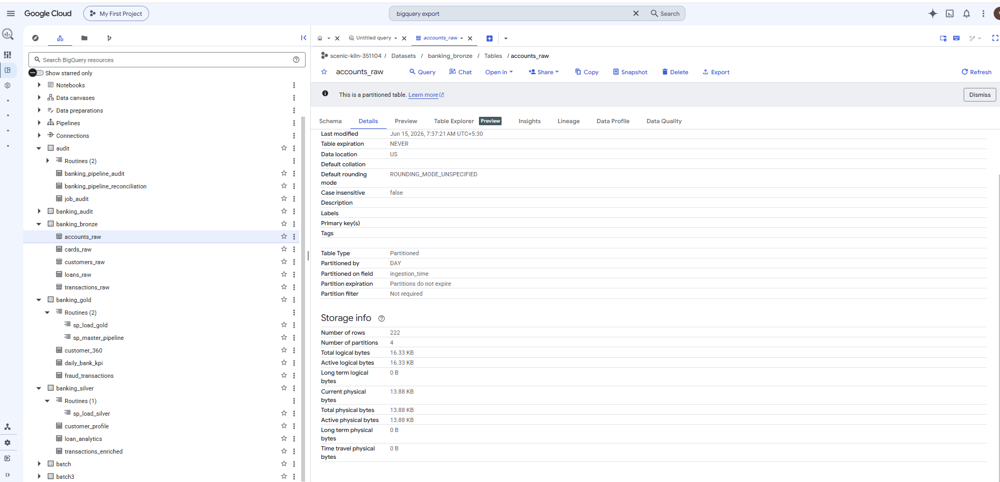 Google Cloud
My First Project
bigquery export
Search
Untitled query
accounts_raw
Search BigQuery resources
Show starred only
Notebooks
Data canvases
Data preparations
Pipelines
Connections
audit
Routines (2)
banking_pipeline_audit
banking_pipeline_reconciliation
job_audit
banking_audit
banking_bronze
accounts_raw
cards_raw
customers_raw
loans_raw
transactions_raw
banking_gold
Routines (2)
sp_load_gold
sp_master_pipeline
customer_360
daily_bank_kpi
fraud_transactions
banking_silver
Routines (1)
sp_load_silver
customer_profile
loan_analytics
transactions_enriched
batch
batch3
scenic-kiln-351104 / Datasets / banking_bronze / Tables / accounts_raw
accounts_raw
Query
Chat
Open in
Share
Copy
Snapshot
Delete
Export
Refresh
This is a partitioned table. Learn more
Dismiss
Schema
Details
Preview
Table Explorer Preview
Insights
Lineage
Data Profile
Data Quality
Last modified Jun 15, 2026, 7:37:21 AM UTC+5:30
Table expiration NEVER
Data location US
Default collation
Default rounding ROUNDING_MODE_UNSPECIFIED
mode
Case insensitive false
Description
Labels
Primary key(s)
Tags
Table Type Partitioned
Partitioned by DAY
Partitioned on field ingestion_time
Partition expiration Partitions do not expire
Partition filter Not required
Storage info
Number of rows 222
Number of partitions 4
Total logical bytes 16.33 KB
Active logical bytes 16.33 KB
Long term logical 0 B
bytes
Current physical 13.88 KB
bytes
Total physical bytes 13.88 KB
Active physical bytes 13.88 KB
Long term physical 0 B
bytes
Time travel physical 0 B
bytes